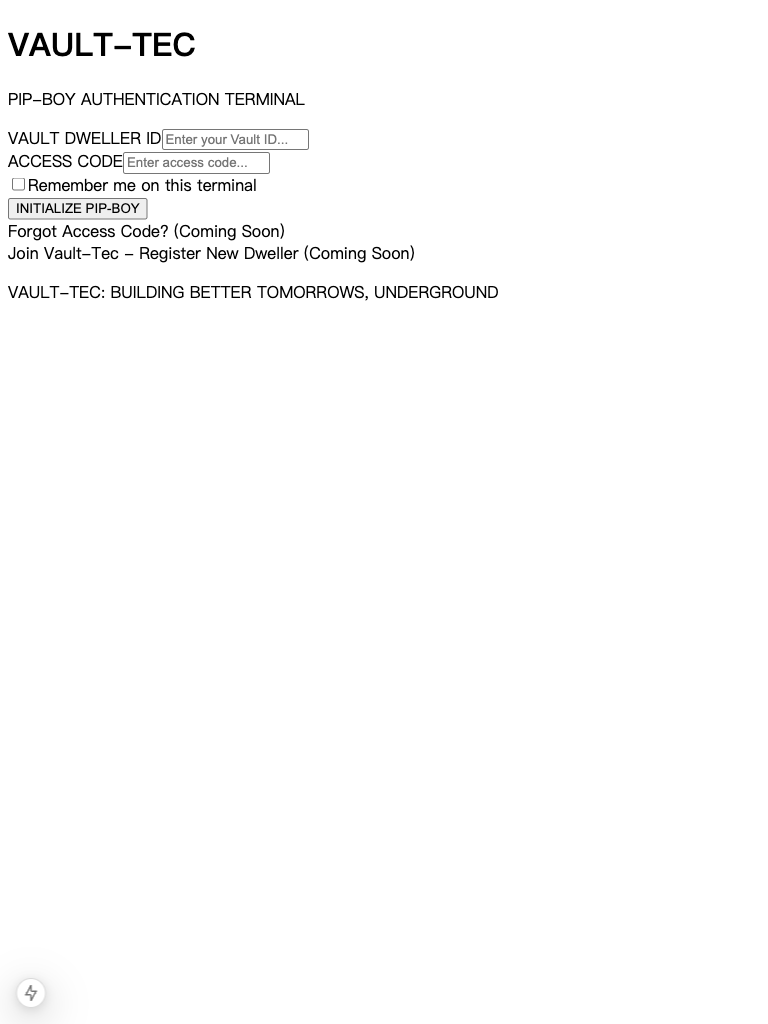 VAULT-TEC
PIP-BOY AUTHENTICATION TERMINAL
VAULT DWELLER ID Enter your Vault ID...
ACCESS CODE Enter access code...
Remember me on this terminal
INITIALIZE PIP-BOY
Forgot Access Code? (Coming Soon)
Join Vault-Tec - Register New Dweller (Coming Soon)
VAULT-TEC: BUILDING BETTER TOMORROWS, UNDERGROUND